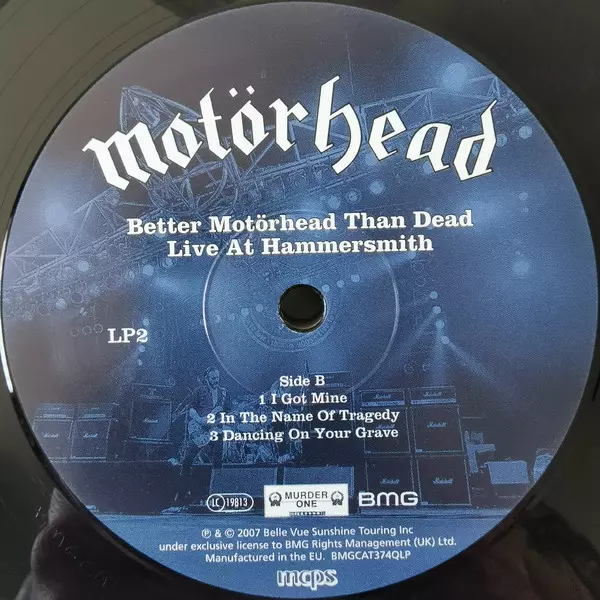 Motörhead
Better Motörhead Than Dead
Live At Hammersmith
LP2
Side B
1 I Got Mine
2 In The Name Of Tragedy
3 Dancing On Your Grave
LC 19813
MURDER
ONE
BMG
℗ & © 2007 Belle Vue Sunshine Touring Inc
under exclusive license to BMG Rights Management (UK) Ltd.
Manufactured in the EU. BMGCAT374QLP
mcps